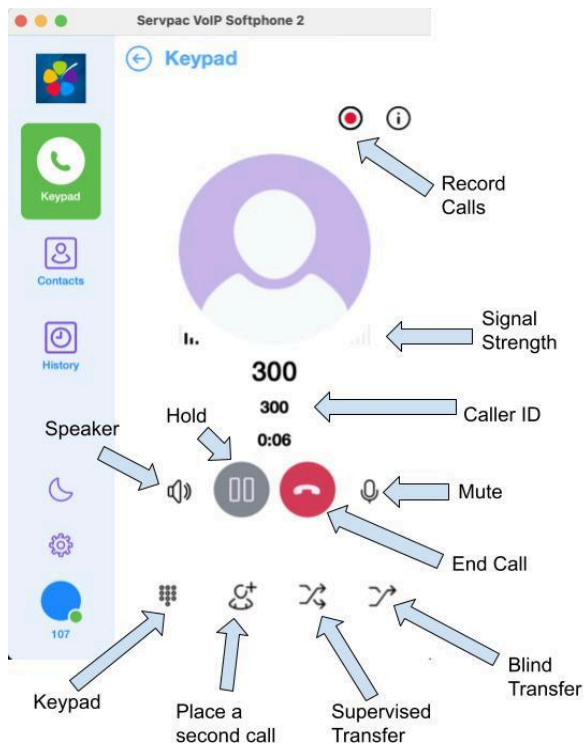 Servpac VoIP Softphone 2
Keypad
Keypad
Record
Calls
Contacts
Signal
Strength
History
300
300
Caller ID
0:06
Hold
Speaker
Mute
End Call
107
Keypad
Place a
second call
Supervised
Transfer
Blind
Transfer